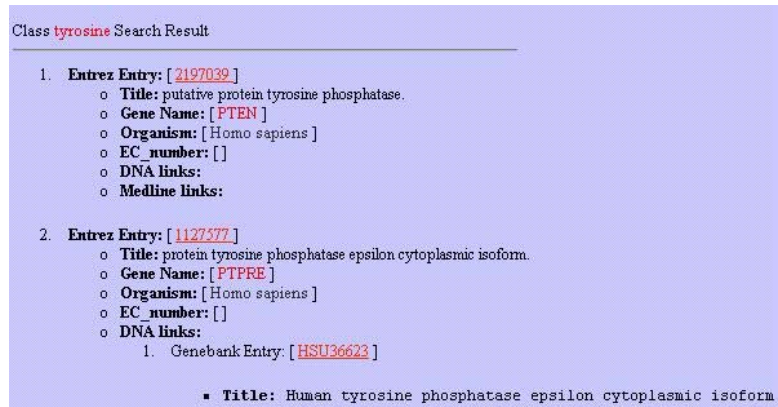 Class tyrosine Search Result
1. Entrez Entry: [ 2197039 ]
o Title: putative protein tyrosine phosphatase.
o Gene Name: [ PTEN ]
o Organism: [ Homo sapiens ]
o EC_number: [ ]
o DNA links:
o Medline links:
2. Entrez Entry: [ 1127577 ]
o Title: protein tyrosine phosphatase epsilon cytoplasmic isoform.
o Gene Name: [ PTPRE ]
o Organism: [ Homo sapiens ]
o EC_number: [ ]
o DNA links:
1. Genebank Entry: [ HSU36623 ]
▪ Title: Human tyrosine phosphatase epsilon cytoplasmic isoform